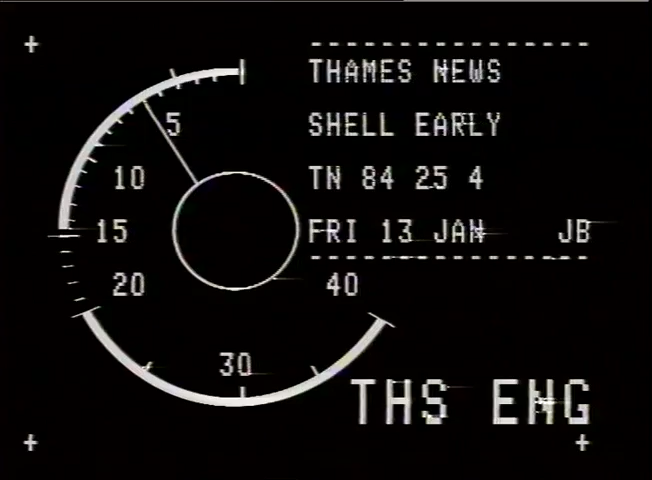 THAMES NEWS
SHELL EARLY
TN 84 25 4
FRI 13 JAN JB
5
10
15
20
30
40
THS ENG